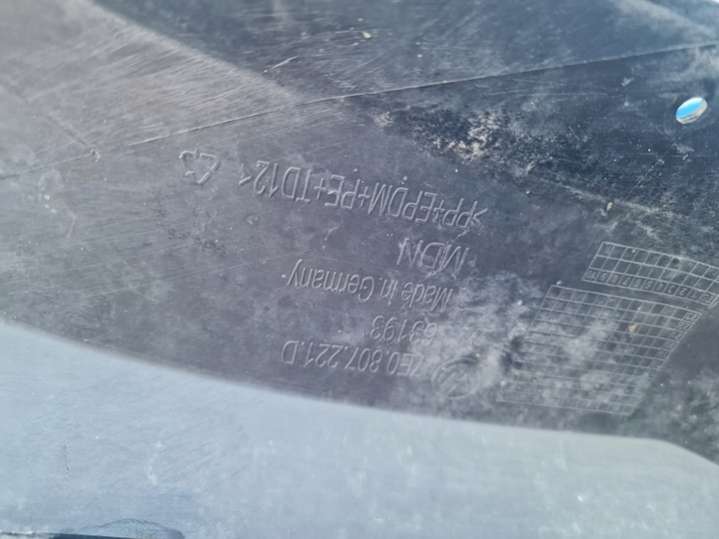 7E0.807.221.D
69193
Made in Germany
MDN
>PP+EPDM+PE+TD12<